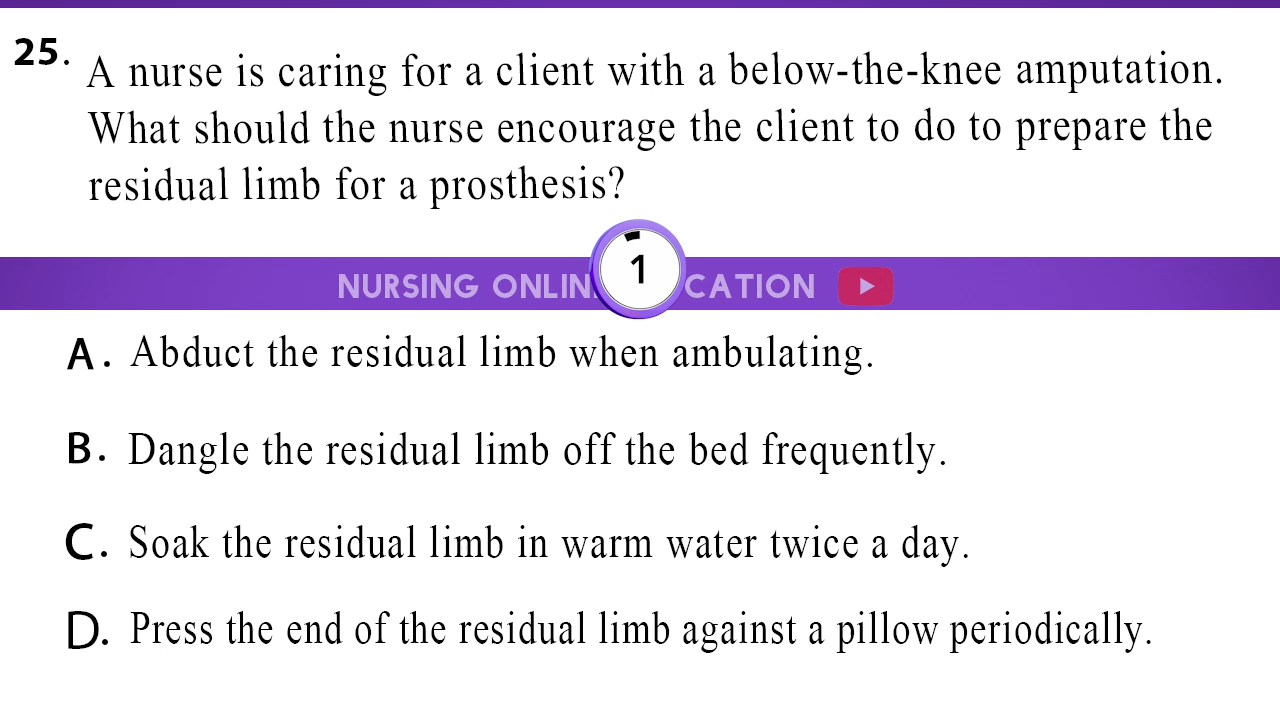 25. A nurse is caring for a client with a below-the-knee amputation.
What should the nurse encourage the client to do to prepare the
residual limb for a prosthesis?
1
NURSING ONLIN CATION
A. Abduct the residual limb when ambulating.
B. Dangle the residual limb off the bed frequently.
C. Soak the residual limb in warm water twice a day.
D. Press the end of the residual limb against a pillow periodically.